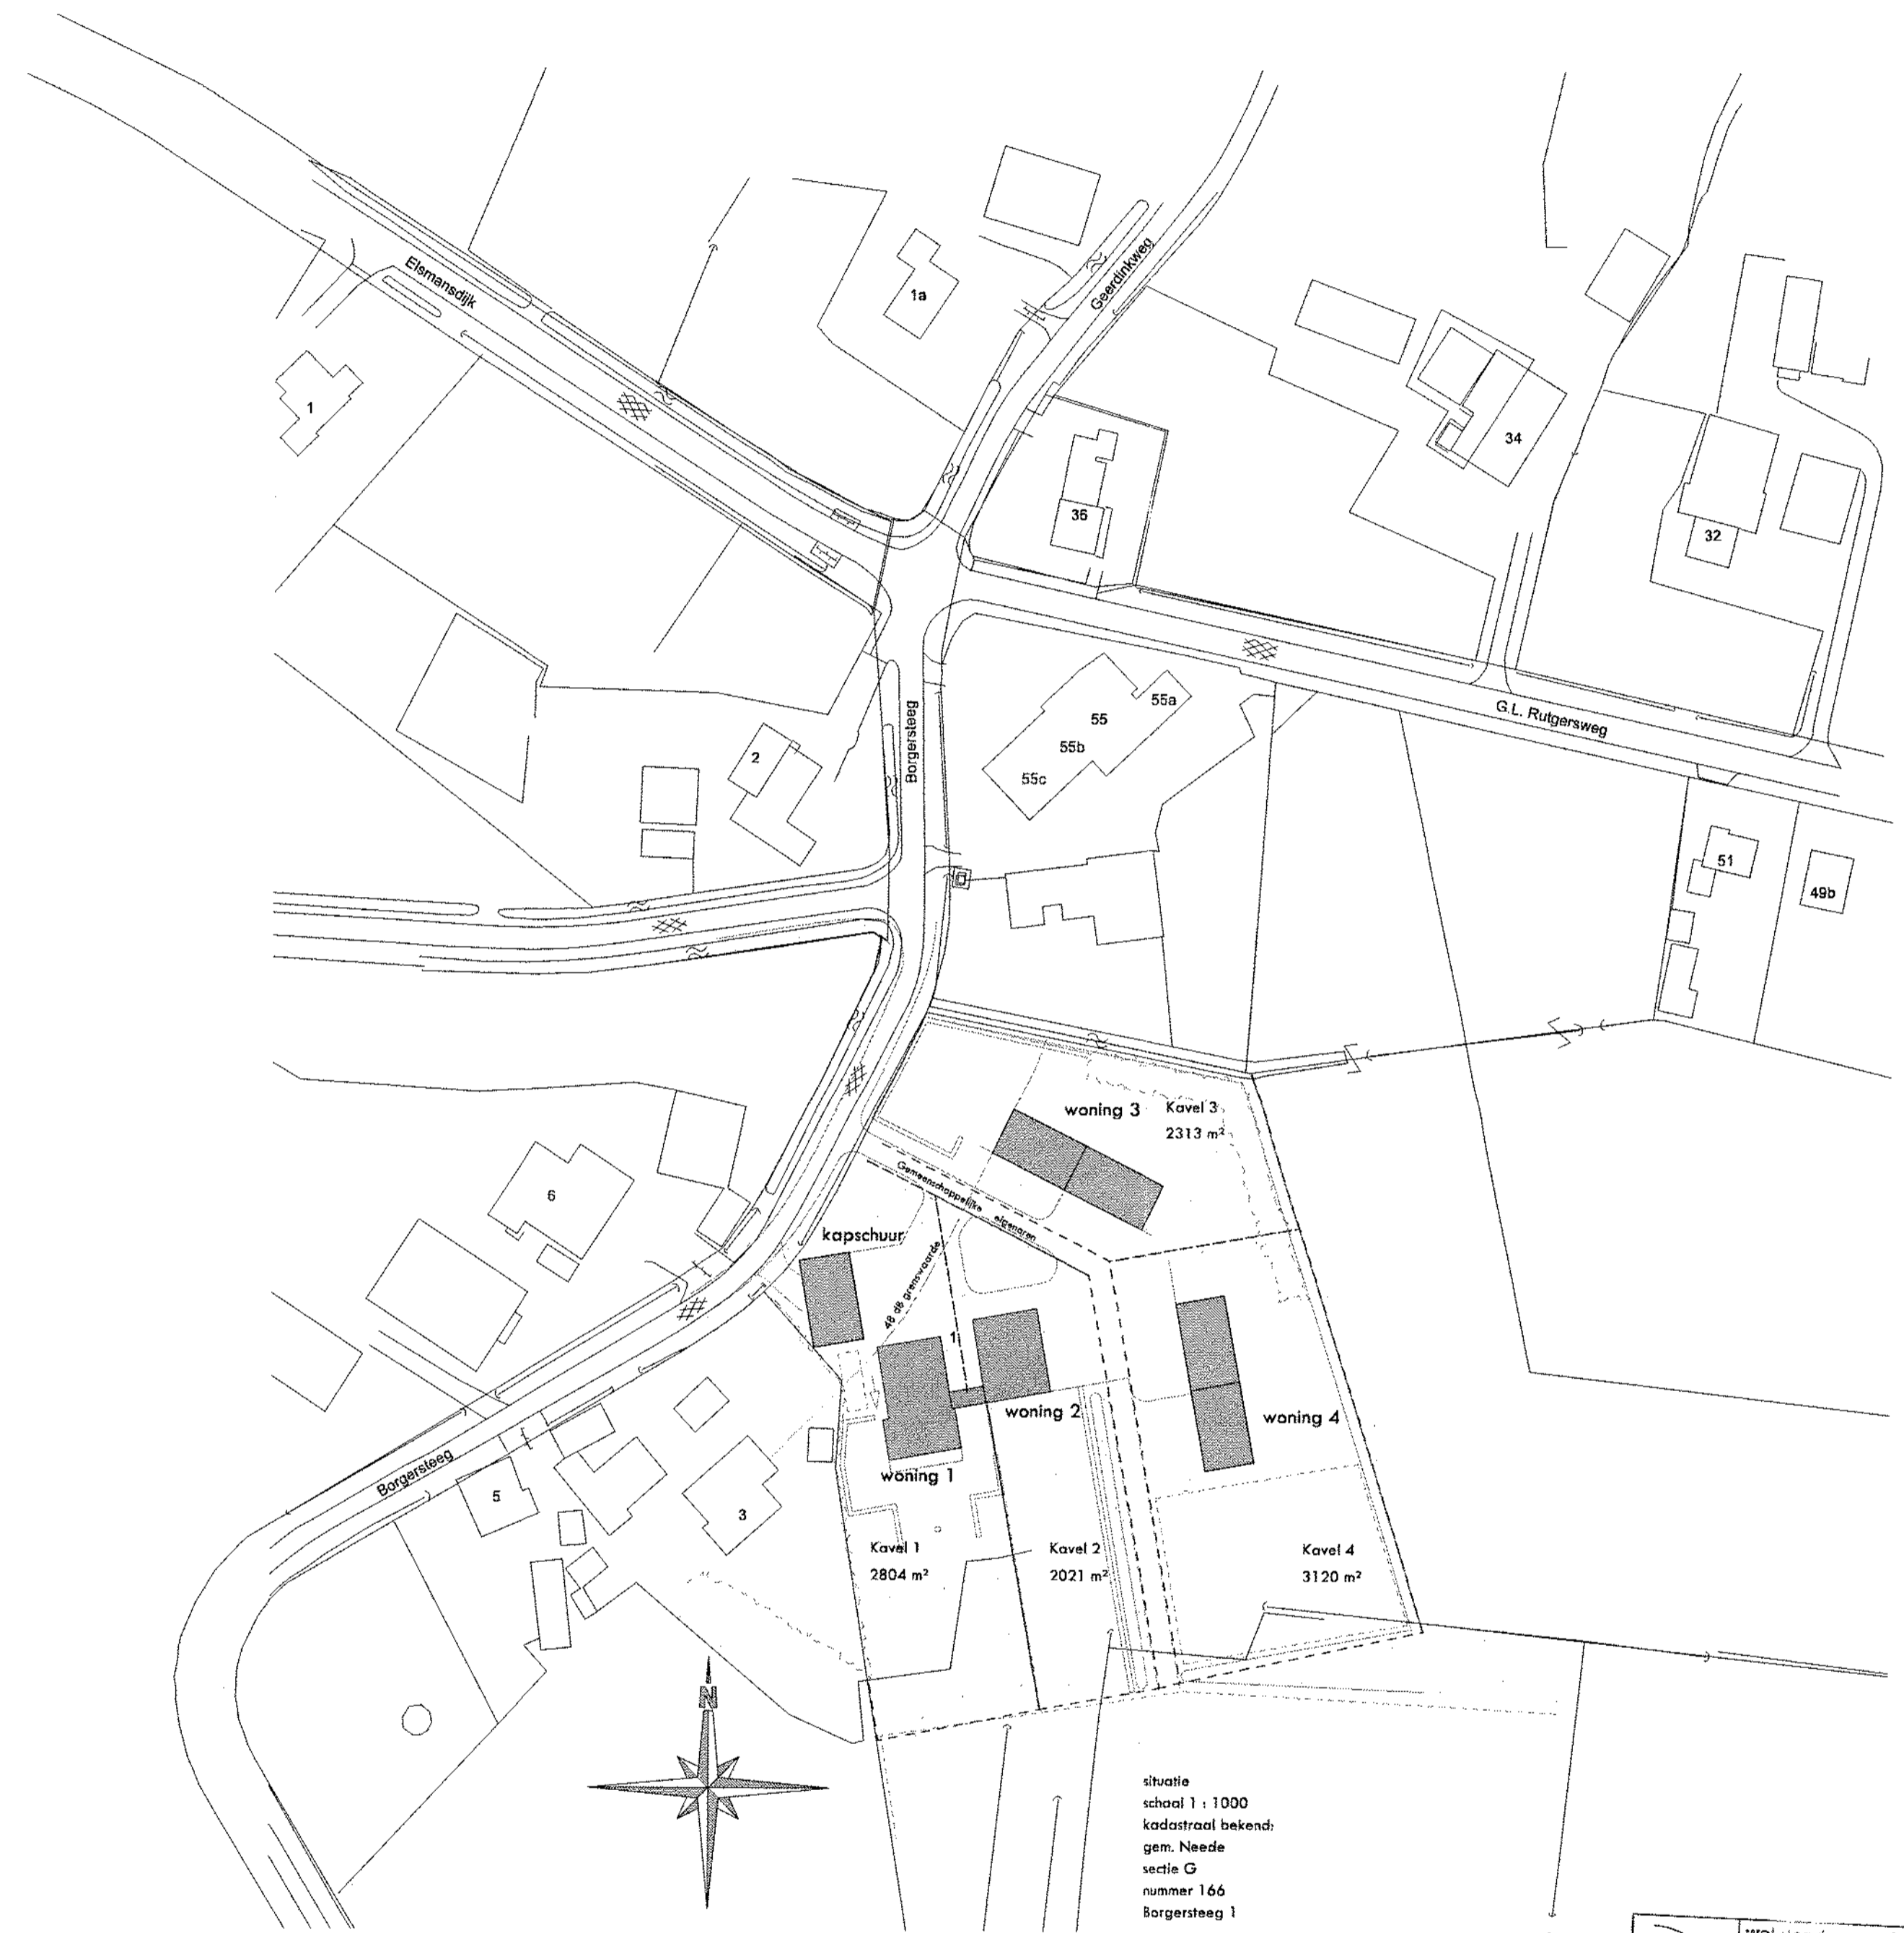 Elsmansdijk
Geerdinkweg
1a
1
34
36
32
55a
55
55b
55c
G.L. Rutgersweg
Borgersteeg
2
51
49b
woning 3
Kavel 3
2313 m²
Gemeenschappelijke eigenaren
6
kapschuur
48 dB grenswaarde
1
woning 2
woning 4
woning 1
Borgersteeg
5
3
Kavel 1
2804 m²
Kavel 2
2021 m²
Kavel 4
3120 m²
N
situatie
schaal 1 : 1000
kadastraal bekend:
gem. Neede
sectie G
nummer 166
Borgersteeg 1